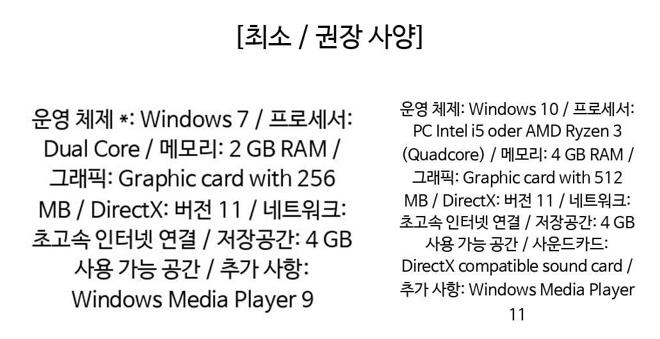 [최소 / 권장 사양]
운영 체제 *: Windows 7 / 프로세서:
Dual Core / 메모리: 2 GB RAM /
그래픽: Graphic card with 256
MB / DirectX: 버전 11 / 네트워크:
초고속 인터넷 연결 / 저장공간: 4 GB
사용 가능 공간 / 추가 사항:
Windows Media Player 9
운영 체제: Windows 10 / 프로세서:
PC Intel i5 oder AMD Ryzen 3
(Quadcore) / 메모리: 4 GB RAM /
그래픽: Graphic card with 512
MB / DirectX: 버전 11 / 네트워크:
초고속 인터넷 연결 / 저장공간: 4 GB
사용 가능 공간 / 사운드카드:
DirectX compatible sound card /
추가 사항: Windows Media Player
11